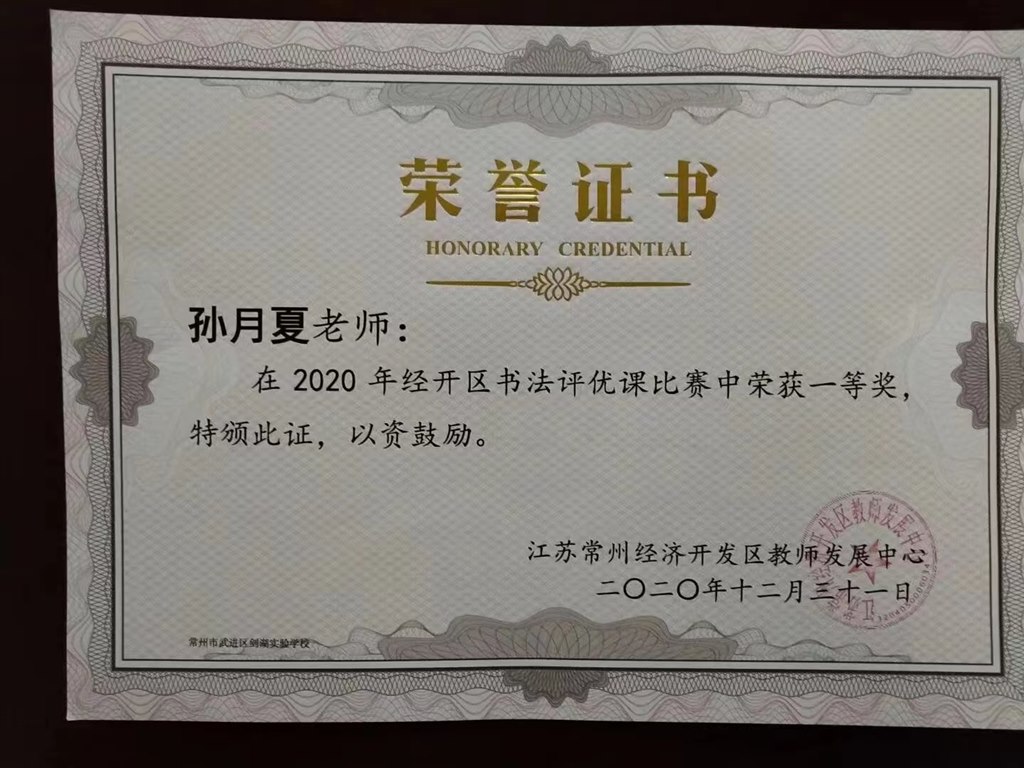 荣誉证书
HONORARY CREDENTIAL
孙月夏老师：
在 2020 年经开区书法评优课比赛中荣获一等奖，
特颁此证，以资鼓励。
江苏常州经济开发区教师发展中心
二〇二〇年十二月三十一日
常州市武进区剑湖实验学校